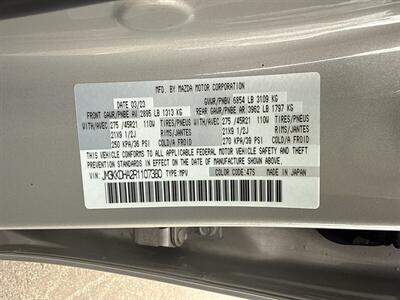 MFD. BY MAZDA MOTOR CORPORATION
DATE 03/23 GVWR/PNBV 6854 LB 3109 KG
FRONT GAWR/PNBE AV 2895 LB 1313 KG REAR GAWR/PNBE AR 3962 LB 1797 KG
WITH/AVEC 275 /45R21 110W TIRES/PNEUS WITH/AVEC 275 /45R21 110W TIRES/PNEUS
21X9 1/2J RIMS/JANTES 21X9 1/2J RIMS/JANTES
250 KPA/36 PSI COLD/A FROID 270 KPA/39 PSI COLD/A FROID
THIS VEHICLE CONFORMS TO ALL APPLICABLE FEDERAL MOTOR VEHICLE SAFETY AND THEFT
PREVENTION STANDARDS IN EFFECT ON THE DATE OF MANUFACTURE SHOWN ABOVE.
VIN: JM3KKDHA2R1107380 TYPE MPV COLOR CODE: 47S MADE IN JAPAN